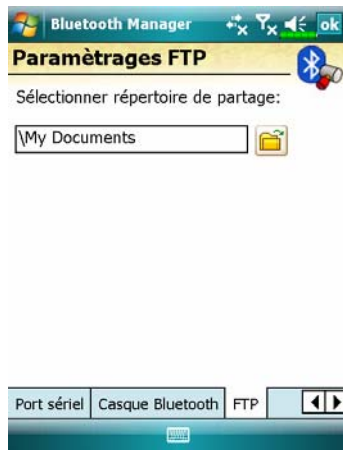 Bluetooth Manager ok
Paramètrages FTP
Sélectionner répertoire de partage:
\My Documents
Port sériel Casque Bluetooth FTP